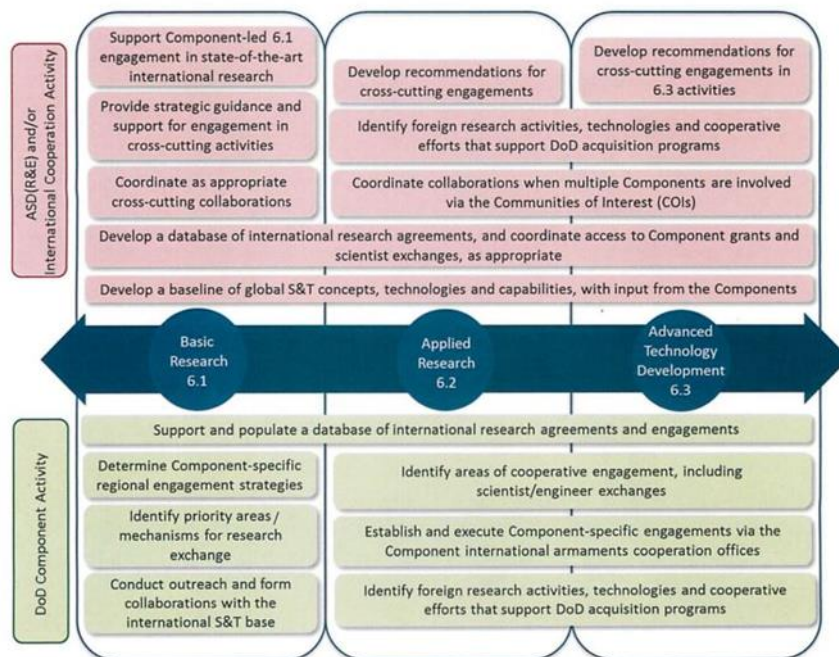 ASD(R&E) and/or
International Cooperation Activity
Support Component-led 6.1
engagement in state-of-the-art
international research
Provide strategic guidance and
support for engagement in
cross-cutting activities
Coordinate as appropriate
cross-cutting collaborations
Develop recommendations for
cross-cutting engagements
Develop recommendations for
cross-cutting engagements in
6.3 activities
Identify foreign research activities, technologies and cooperative
efforts that support DoD acquisition programs
Coordinate collaborations when multiple Components are involved
via the Communities of Interest (COIs)
Develop a database of international research agreements, and coordinate access to Component grants and
scientist exchanges, as appropriate
Develop a baseline of global S&T concepts, technologies and capabilities, with input from the Components
Basic
Research
6.1
Applied
Research
6.2
Advanced
Technology
Development
6.3
DoD Component Activity
Support and populate a database of international research agreements and engagements
Determine Component-specific
regional engagement strategies
Identify priority areas /
mechanisms for research
exchange
Conduct outreach and form
collaborations with the
international S&T base
Identify areas of cooperative engagement, including
scientist/engineer exchanges
Establish and execute Component-specific engagements via the
Component international armaments cooperation offices
Identify foreign research activities, technologies and cooperative
efforts that support DoD acquisition programs